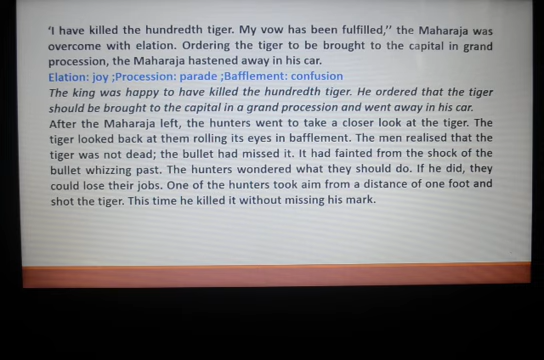 ‘I have killed the hundredth tiger. My vow has been fulfilled,’’ the Maharaja was
overcome with elation. Ordering the tiger to be brought to the capital in grand
procession, the Maharaja hastened away in his car.
Elation: joy ;Procession: parade ;Bafflement: confusion
The king was happy to have killed the hundredth tiger. He ordered that the tiger
should be brought to the capital in a grand procession and went away in his car.
After the Maharaja left, the hunters went to take a closer look at the tiger. The
tiger looked back at them rolling its eyes in bafflement. The men realised that the
tiger was not dead; the bullet had missed it. It had fainted from the shock of the
bullet whizzing past. The hunters wondered what they should do. If he did, they
could lose their jobs. One of the hunters took aim from a distance of one foot and
shot the tiger. This time he killed it without missing his mark.